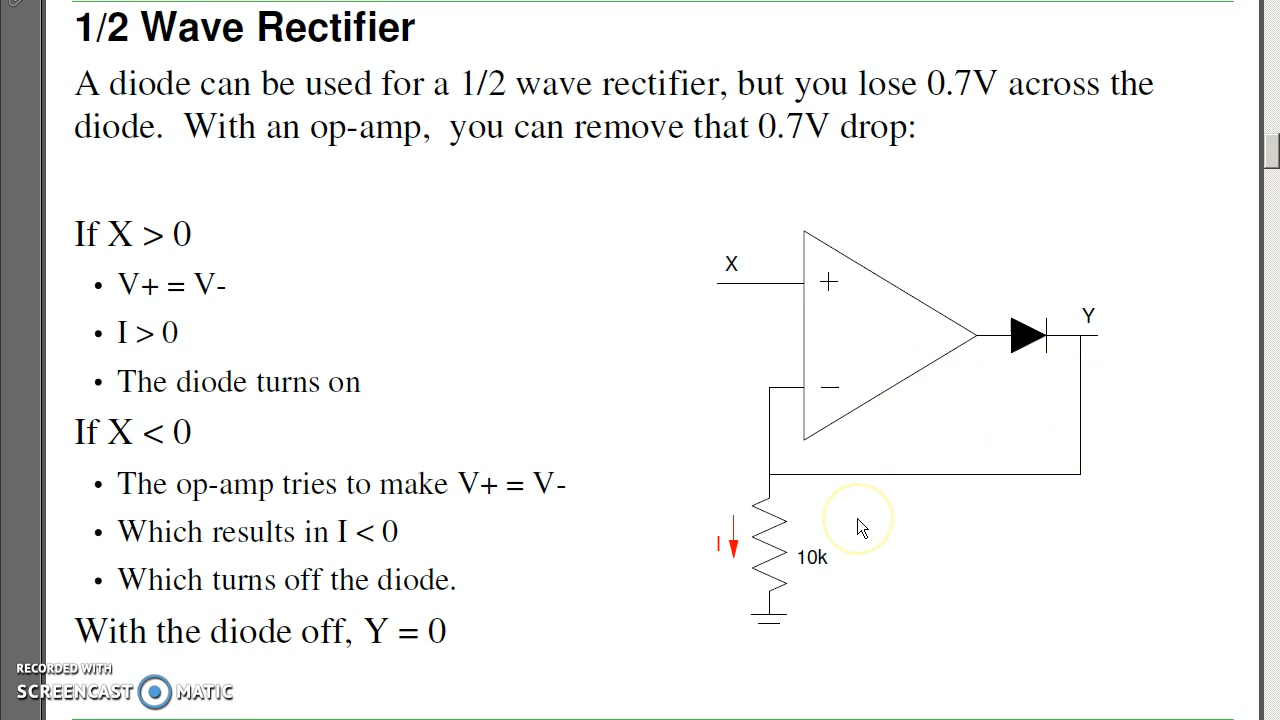 1/2 Wave Rectifier
A diode can be used for a 1/2 wave rectifier, but you lose 0.7V across the
diode. With an op-amp, you can remove that 0.7V drop:
If X > 0
• V+ = V-
• I > 0
• The diode turns on
If X < 0
• The op-amp tries to make V+ = V-
• Which results in I < 0
• Which turns off the diode.
With the diode off, Y = 0
X
+
−
Y
I
10k
RECORDED WITH
SCREENCAST MATIC